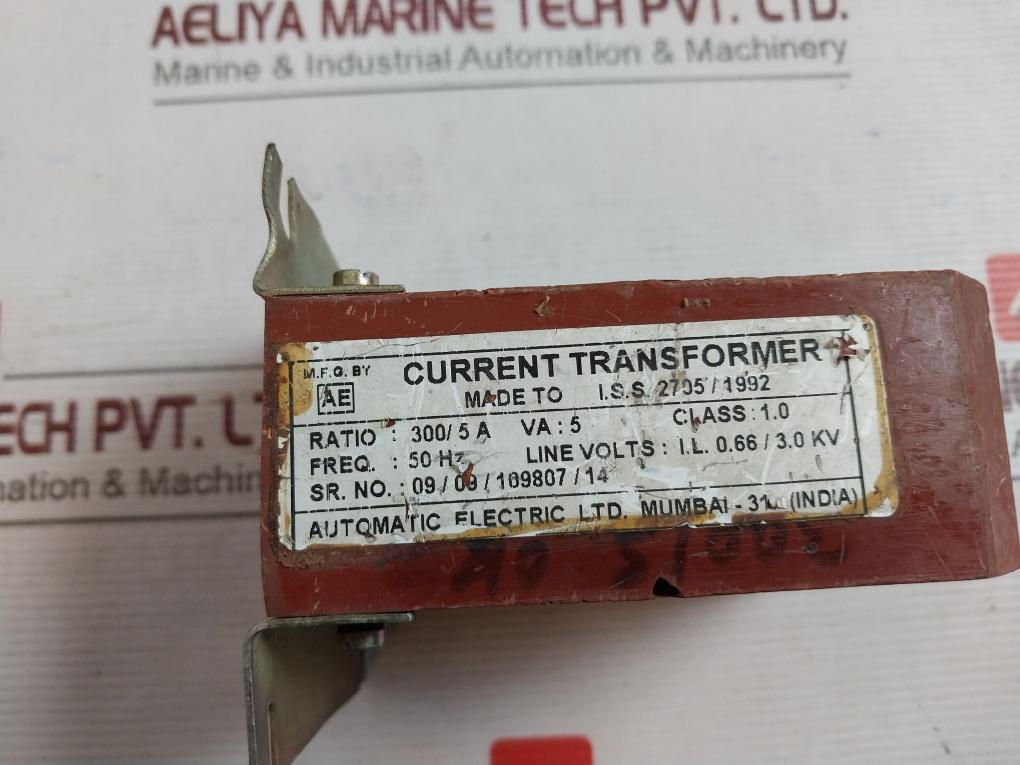 AELIYA MARINE TECH PVT. LTD.
Marine & Industrial Automation & Machinery
M.F.G. BY
AE
CURRENT TRANSFORMER
MADE TO I.S.S. 2705 / 1992
RATIO : 300/ 5 A VA : 5 CLASS : 1.0
FREQ. : 50 Hz LINE VOLTS : I.L. 0.66 / 3.0 KV
SR. NO. : 09 / 09 / 109807 / 14
AUTOMATIC ELECTRIC LTD. MUMBAI - 31. (INDIA)
ECH PVT. L
mation & Machinery